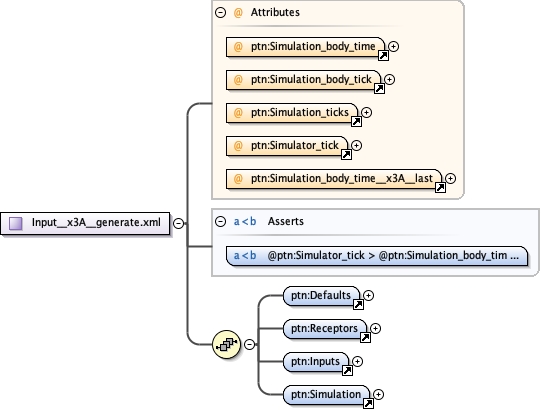 @ Attributes
@ ptn:Simulation_body_time
@ ptn:Simulation_body_tick
@ ptn:Simulation_ticks
@ ptn:Simulator_tick
@ ptn:Simulation_body_time__x3A__last
Input__x3A__generate.xml
a<b Asserts
a<b @ptn:Simulator_tick > @ptn:Simulation_body_tim ...
ptn:Defaults
ptn:Receptors
ptn:Inputs
ptn:Simulation